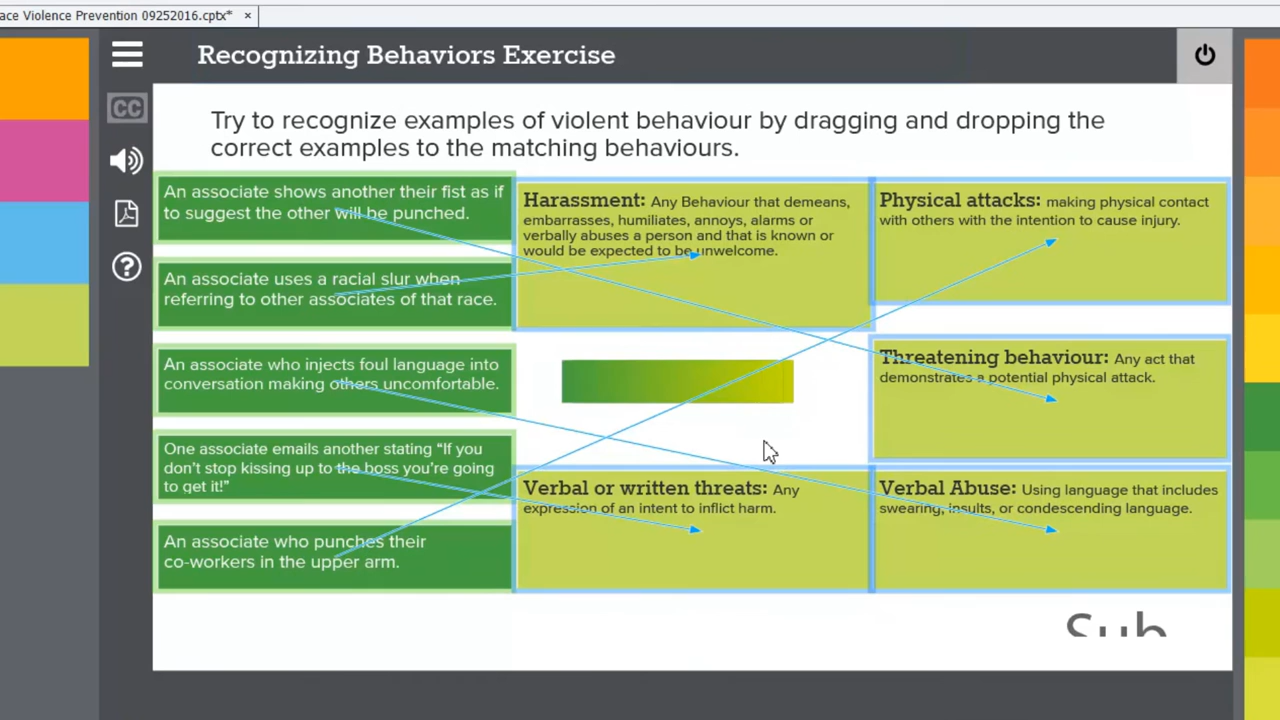 ace Violence Prevention 09252016.cptx* ×
Recognizing Behaviors Exercise
CC
Try to recognize examples of violent behaviour by dragging and dropping the
correct examples to the matching behaviours.
An associate shows another their fist as if
to suggest the other will be punched.
An associate uses a racial slur when
referring to other associates of that race.
An associate who injects foul language into
conversation making others uncomfortable.
One associate emails another stating “If you
don’t stop kissing up to the boss you’re going
to get it!”
An associate who punches their
co-workers in the upper arm.
Harassment: Any Behaviour that demeans,
embarrasses, humiliates, annoys, alarms or
verbally abuses a person and that is known or
would be expected to be unwelcome.
Physical attacks: making physical contact
with others with the intention to cause injury.
Threatening behaviour: Any act that
demonstrates a potential physical attack.
Verbal or written threats: Any
expression of an intent to inflict harm.
Verbal Abuse: Using language that includes
swearing, insults, or condescending language.
Sub